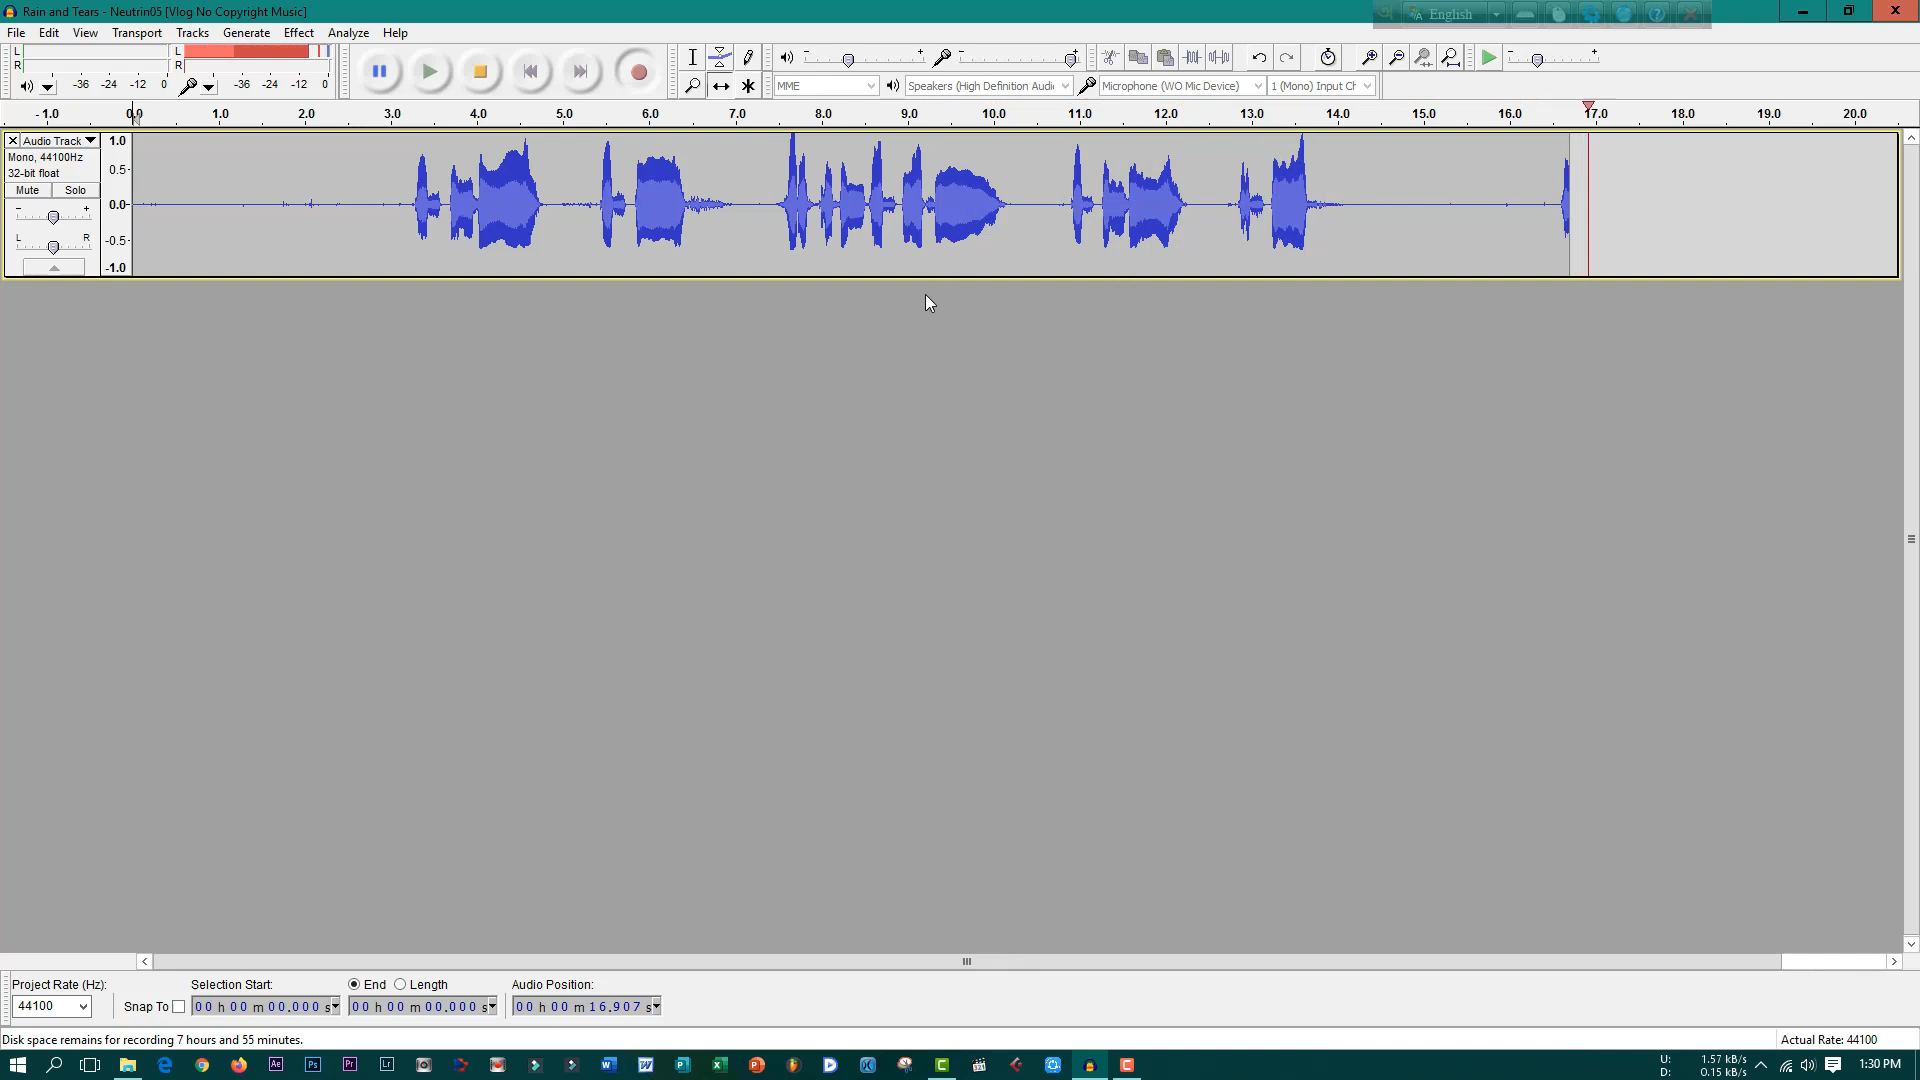 Rain and Tears - Neutrin05 [Vlog No Copyright Music]
English
File Edit View Transport Tracks Generate Effect Analyze Help
L
R
-36 -24 -12 0
L
R
-36 -24 -12 0
MME
Speakers (High Definition Audi
Microphone (WO Mic Device)
1 (Mono) Input Ch
-1.0 0.0 1.0 2.0 3.0 4.0 5.0 6.0 7.0 8.0 9.0 10.0 11.0 12.0 13.0 14.0 15.0 16.0 17.0 18.0 19.0 20.0
Audio Track
Mono, 44100Hz
32-bit float
Mute Solo
L R
1.0
0.5
0.0
-0.5
-1.0
Project Rate (Hz):
44100
Snap To
Selection Start:
00 h 00 m 00.000 s
End Length
00 h 00 m 00.000 s
Audio Position:
00 h 00 m 16.907 s
Disk space remains for recording 7 hours and 55 minutes.
Actual Rate: 44100
U: 1.57 kB/s
D: 0.15 kB/s
1:30 PM